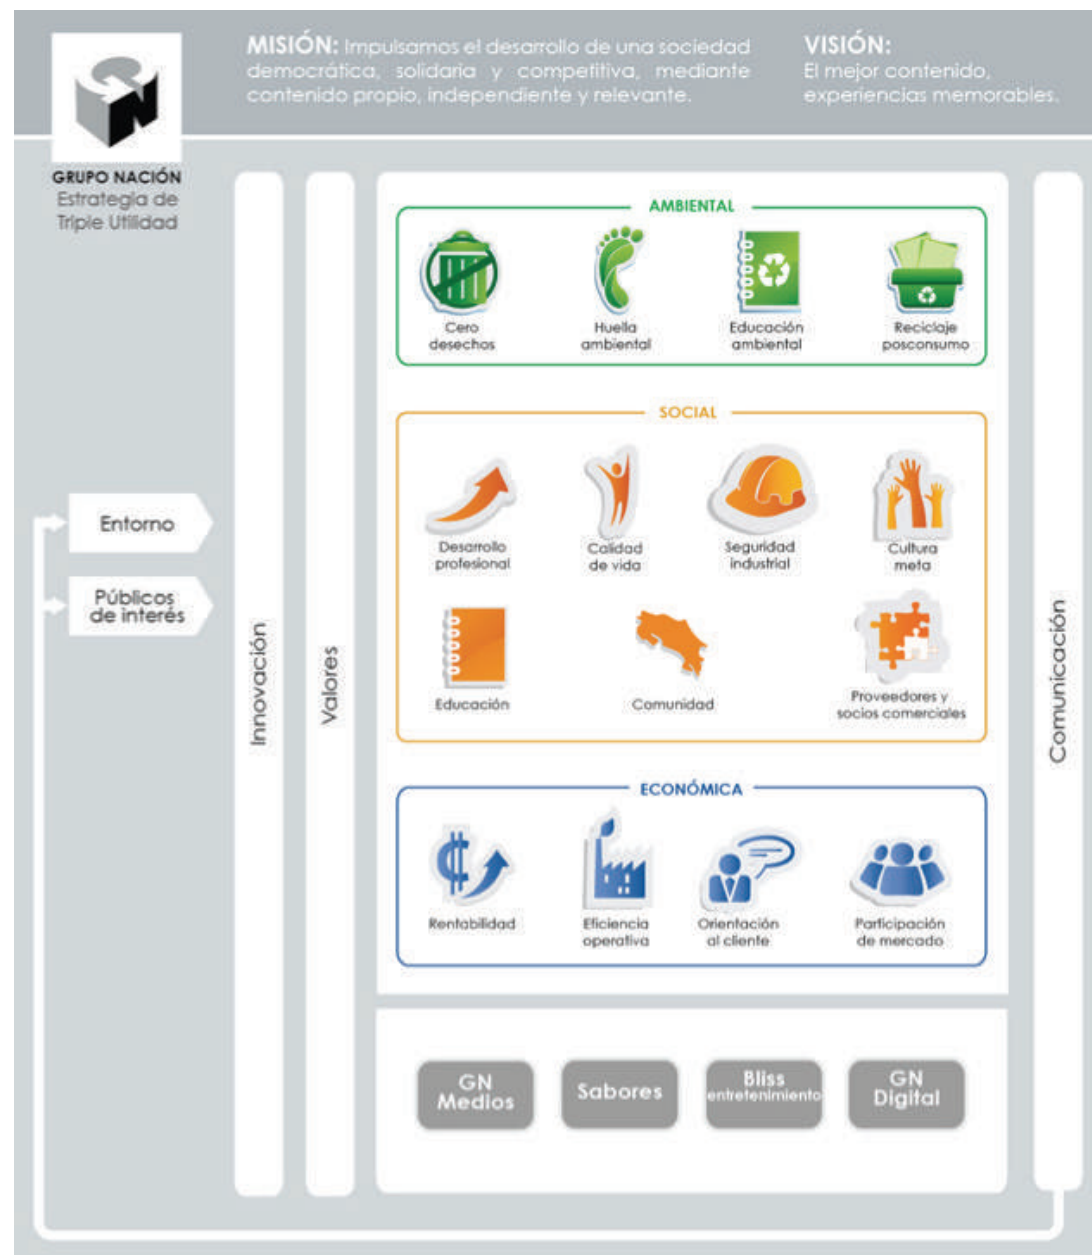 MISIÓN: Impulsamos el desarrollo de una sociedad
democrática, solidaria y competitiva, mediante
contenido propio, independiente y relevante.
VISIÓN:
El mejor contenido,
experiencias memorables.
GN
GRUPO NACIÓN
Estrategia de
Triple Utilidad
Entorno
Públicos
de interés
Innovación
Valores
AMBIENTAL
Cero
desechos
Huella
ambiental
Educación
ambiental
Reciclaje
posconsumo
SOCIAL
Desarrollo
profesional
Calidad
de vida
Seguridad
industrial
Cultura
meta
Educación
Comunidad
Proveedores y
socios comerciales
ECONÓMICA
Rentabilidad
Eficiencia
operativa
Orientación
al cliente
Participación
de mercado
GN
Medios
Sabores
Bliss
entretenimiento
GN
Digital
Comunicación